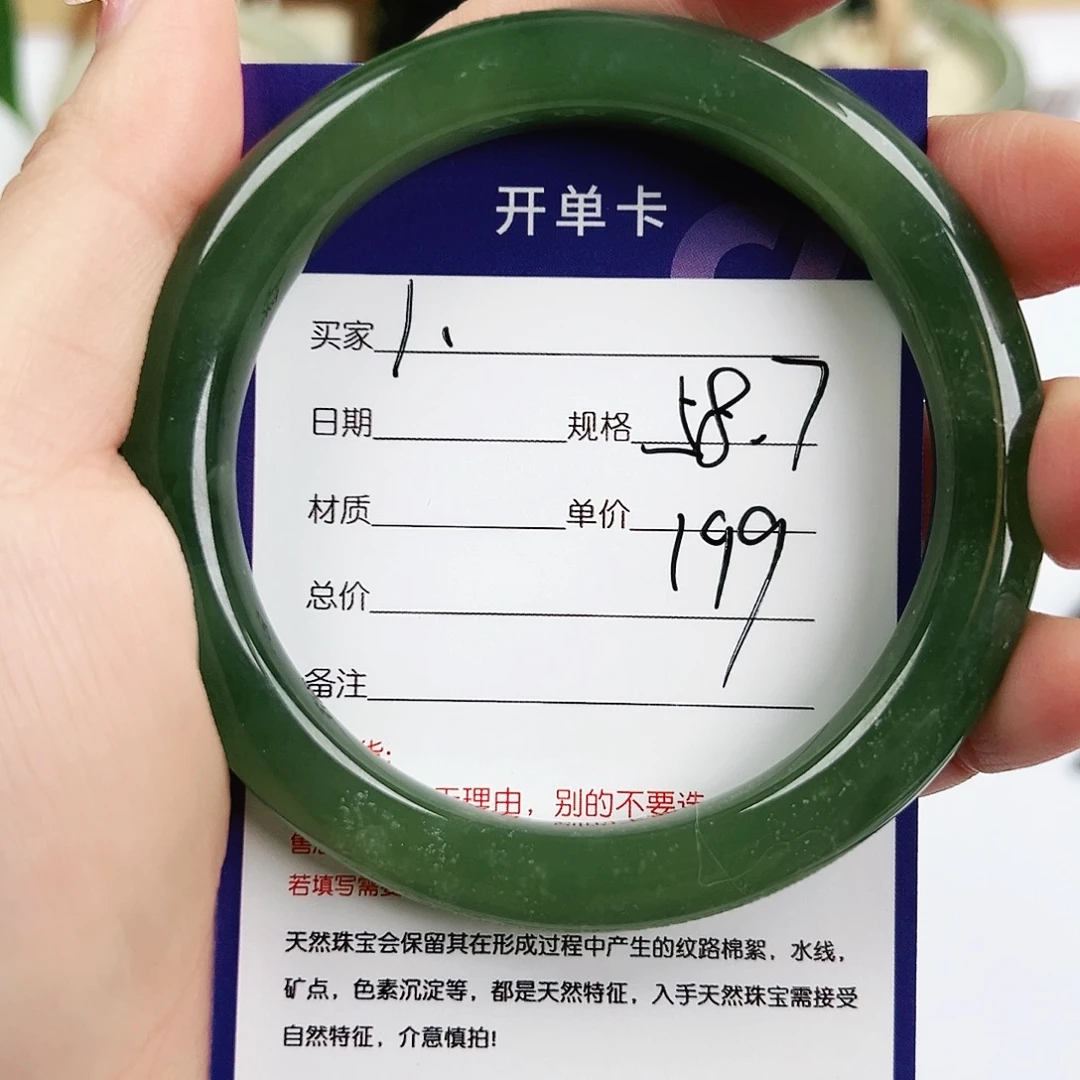 开单卡
买家 1.
日期 规格 58.7
材质 单价 199
总价
备注
货:
理由，别的不要选
售
若填写需要
天然珠宝会保留其在形成过程中产生的纹路棉絮，水线，
矿点，色素沉淀等，都是天然特征，入手天然珠宝需接受
自然特征，介意慎拍!